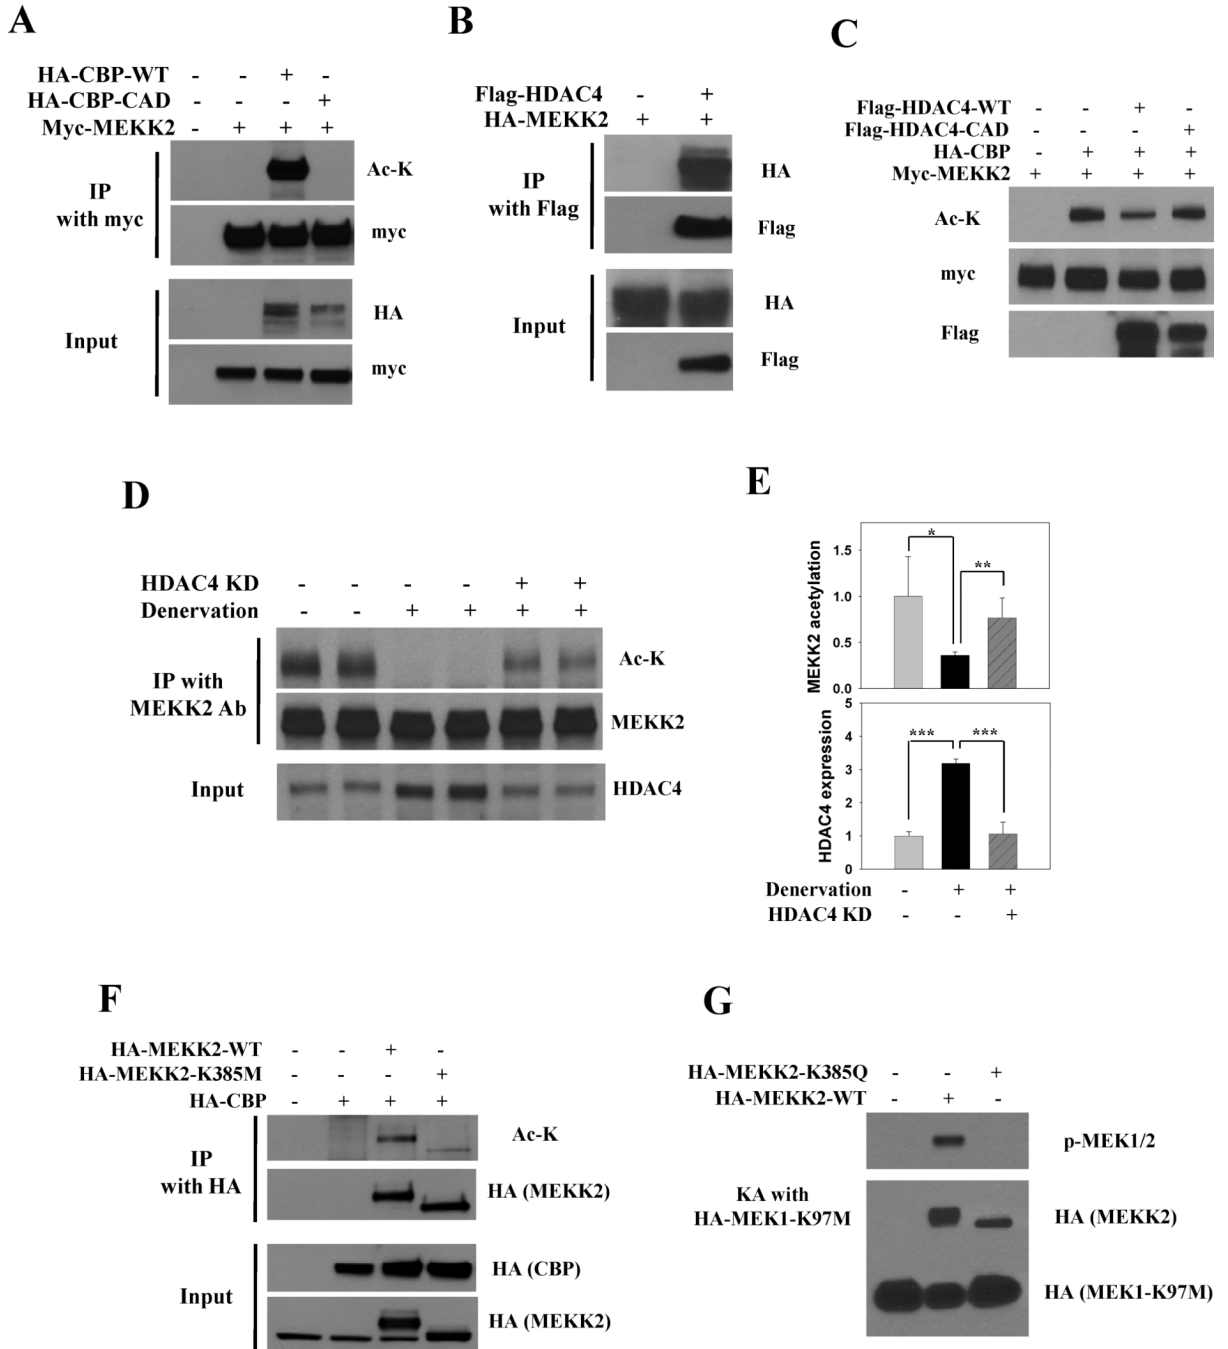 A
HA-CBP-WT - - + -
HA-CBP-CAD - - - +
Myc-MEKK2 - + + +
IP
with myc
Ac-K
myc
Input
HA
myc
B
Flag-HDAC4 - +
HA-MEKK2 + +
IP
with Flag
HA
Flag
Input
HA
Flag
C
Flag-HDAC4-WT - - + -
Flag-HDAC4-CAD - - - +
HA-CBP - + + +
Myc-MEKK2 + + + +
Ac-K
myc
Flag
D
HDAC4 KD - - - - + +
Denervation - - + + + +
IP with
MEKK2 Ab
Ac-K
MEKK2
Input
HDAC4
E
MEKK2 acetylation
1.5
1.0
0.5
0.0
* **
HDAC4 expression
5
4
3
2
1
0
*** ***
Denervation - + +
HDAC4 KD - - +
F
HA-MEKK2-WT - - + -
HA-MEKK2-K385M - - - +
HA-CBP - + + +
IP
with HA
Ac-K
HA (MEKK2)
Input
HA (CBP)
HA (MEKK2)
G
HA-MEKK2-K385Q - - +
HA-MEKK2-WT - + -
p-MEK1/2
KA with
HA-MEK1-K97M
HA (MEKK2)
HA (MEK1-K97M)